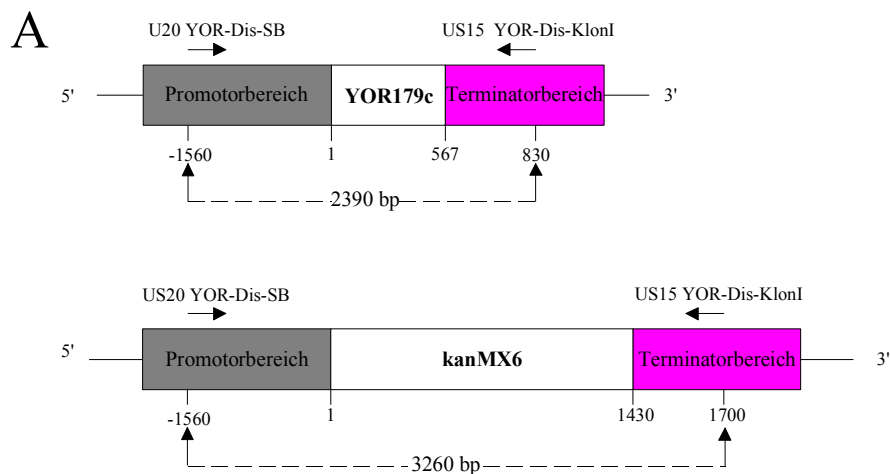 A
U20 YOR-Dis-SB
US15 YOR-Dis-KlonI
5' Promotorbereich YOR179c Terminatorbereich 3'
-1560 1 567 830
2390 bp
US20 YOR-Dis-SB
US15 YOR-Dis-KlonI
5' Promotorbereich kanMX6 Terminatorbereich 3'
-1560 1 1430 1700
3260 bp